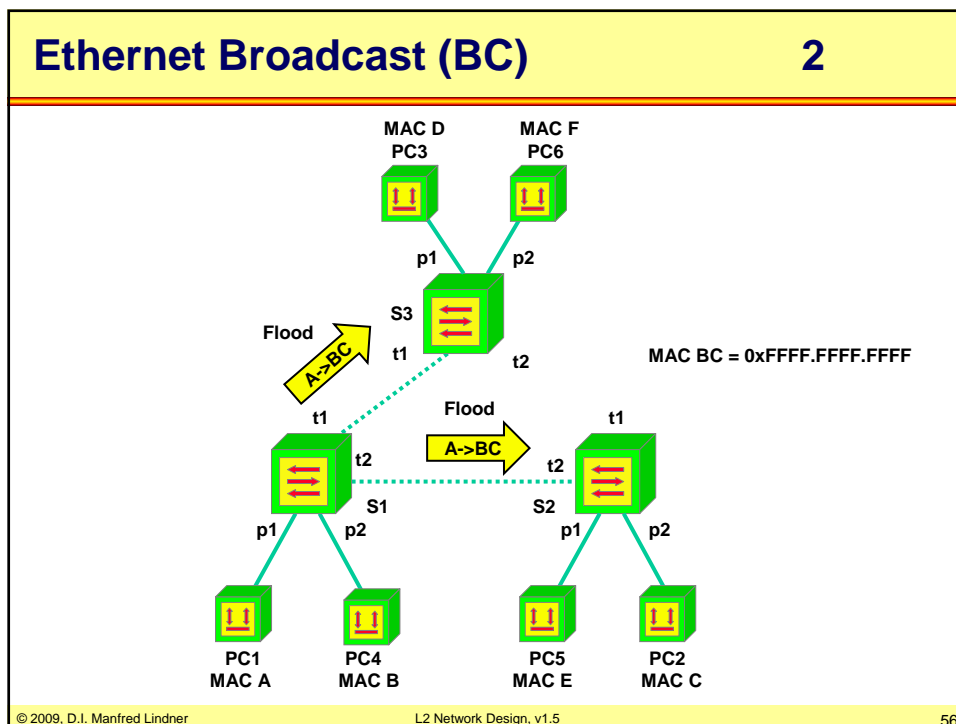 Ethernet Broadcast (BC) 2
MAC D MAC F
PC3 PC6
p1 p2
S3
Flood
t1
t2
A->BC
MAC BC = 0xFFFF.FFFF.FFFF
Flood
t1 t1
A->BC
t2 t2
S1 S2
p1 p2 p1 p2
PC1 PC4 PC5 PC2
MAC A MAC B MAC E MAC C
© 2009, D.I. Manfred Lindner L2 Network Design, v1.5 56